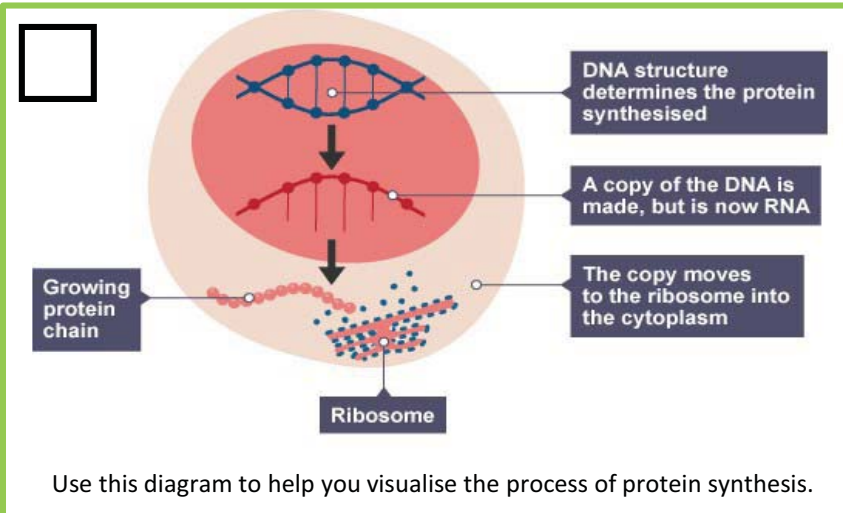 DNA structure
determines the protein
synthesised
A copy of the DNA is
made, but is now RNA
The copy moves
to the ribosome into
the cytoplasm
Growing
protein
chain
Ribosome
Use this diagram to help you visualise the process of protein synthesis.